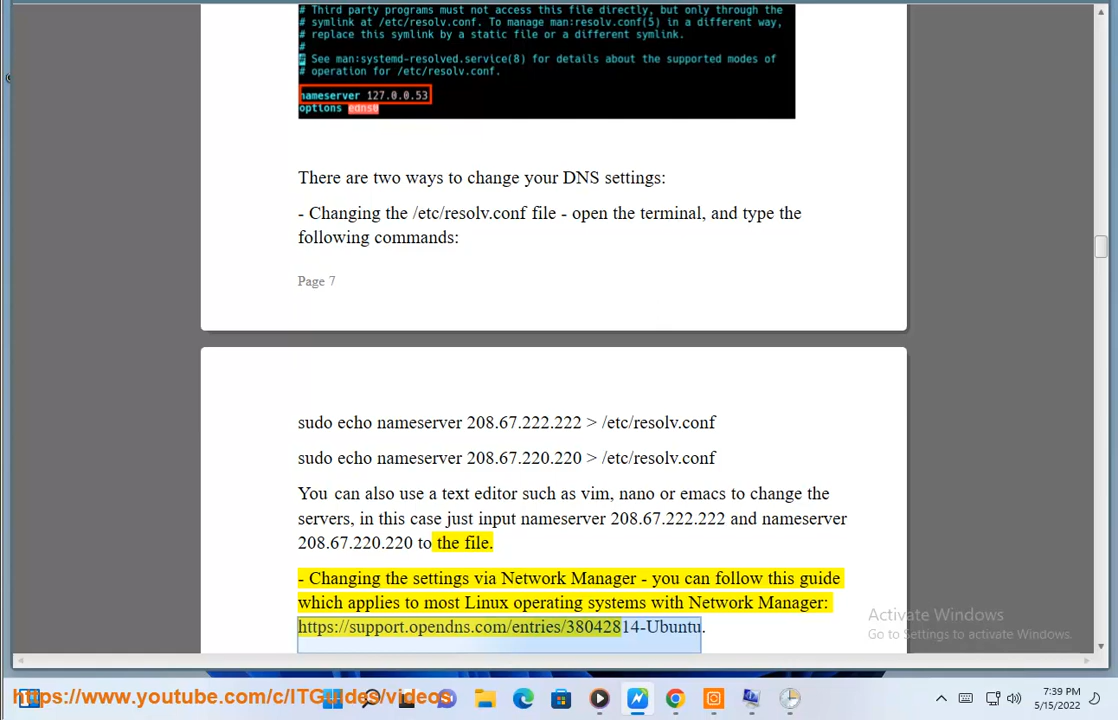 # Third party programs must not access this file directly, but only through the
# symlink at /etc/resolv.conf. To manage man:resolv.conf(5) in a different way,
# replace this symlink by a static file or a different symlink.
#
# See man:systemd-resolved.service(8) for details about the supported modes of
# operation for /etc/resolv.conf.
nameserver 127.0.0.53
options edns0
There are two ways to change your DNS settings:
- Changing the /etc/resolv.conf file - open the terminal, and type the
following commands:
Page 7
sudo echo nameserver 208.67.222.222 > /etc/resolv.conf
sudo echo nameserver 208.67.220.220 > /etc/resolv.conf
You can also use a text editor such as vim, nano or emacs to change the
servers, in this case just input nameserver 208.67.222.222 and nameserver
208.67.220.220 to the file.
- Changing the settings via Network Manager - you can follow this guide
which applies to most Linux operating systems with Network Manager:
https://support.opendns.com/entries/38042814-Ubuntu.
Activate Windows
Go to Settings to activate Windows.
https://www.youtube.com/c/ITGuides/videos
7:39 PM
5/15/2022